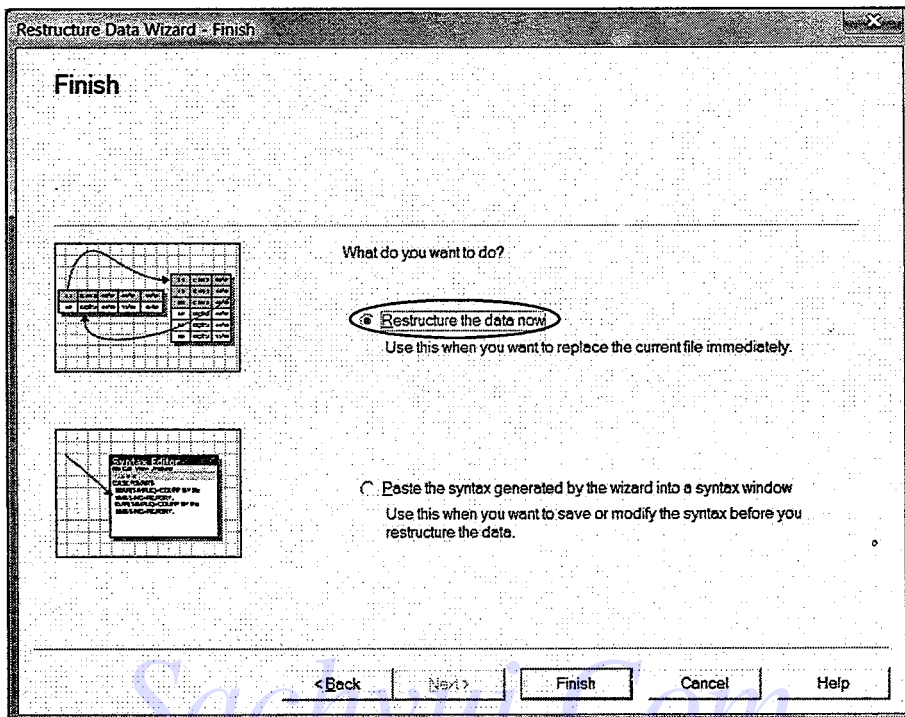 Restructure Data Wizard - Finish
Finish
What do you want to do?
Restructure the data now
Use this when you want to replace the current file immediately.
Syntax Editor
Paste the syntax generated by the wizard into a syntax window
Use this when you want to save or modify the syntax before you
restructure the data.
< Back
Next >
Finish
Cancel
Help
Sachvui.Com